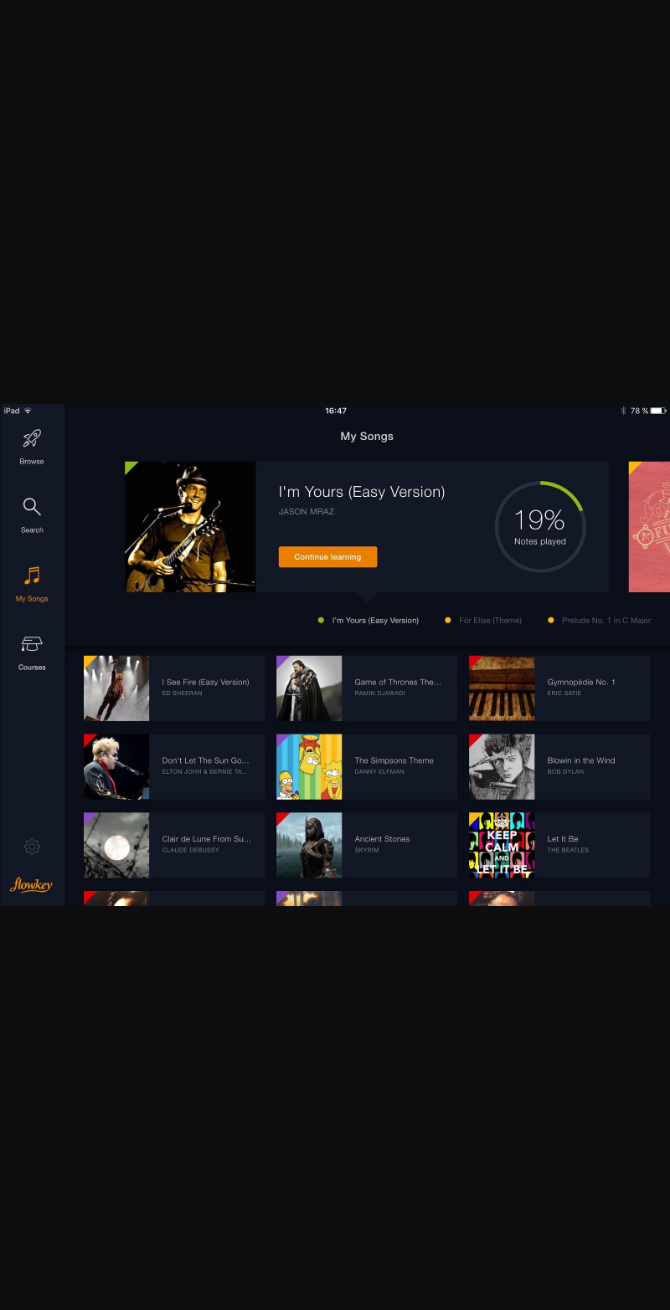 iPad 16:47 78 %
My Songs
Browse
Search
My Songs
Courses
flowkey
I'm Yours (Easy Version)
JASON MRAZ
Continue learning
19%
Notes played
I'm Yours (Easy Version) Für Elise (Theme) Prelude No. 1 in C Major
I See Fire (Easy Version)
ED SHEERAN
Game of Thrones The...
RAMIN DJAWADI
Gymnopédie No. 1
ERIC SATIE
Don't Let The Sun Go...
ELTON JOHN & BERNIE TA...
The Simpsons Theme
DANNY ELFMAN
Blowin in the Wind
BOB DYLAN
Clair de Lune From Su...
CLAUDE DEBUSSY
Ancient Stones
SKYRIM
KEEP
CALM
AND
LET IT BE
Let It Be
THE BEATLES